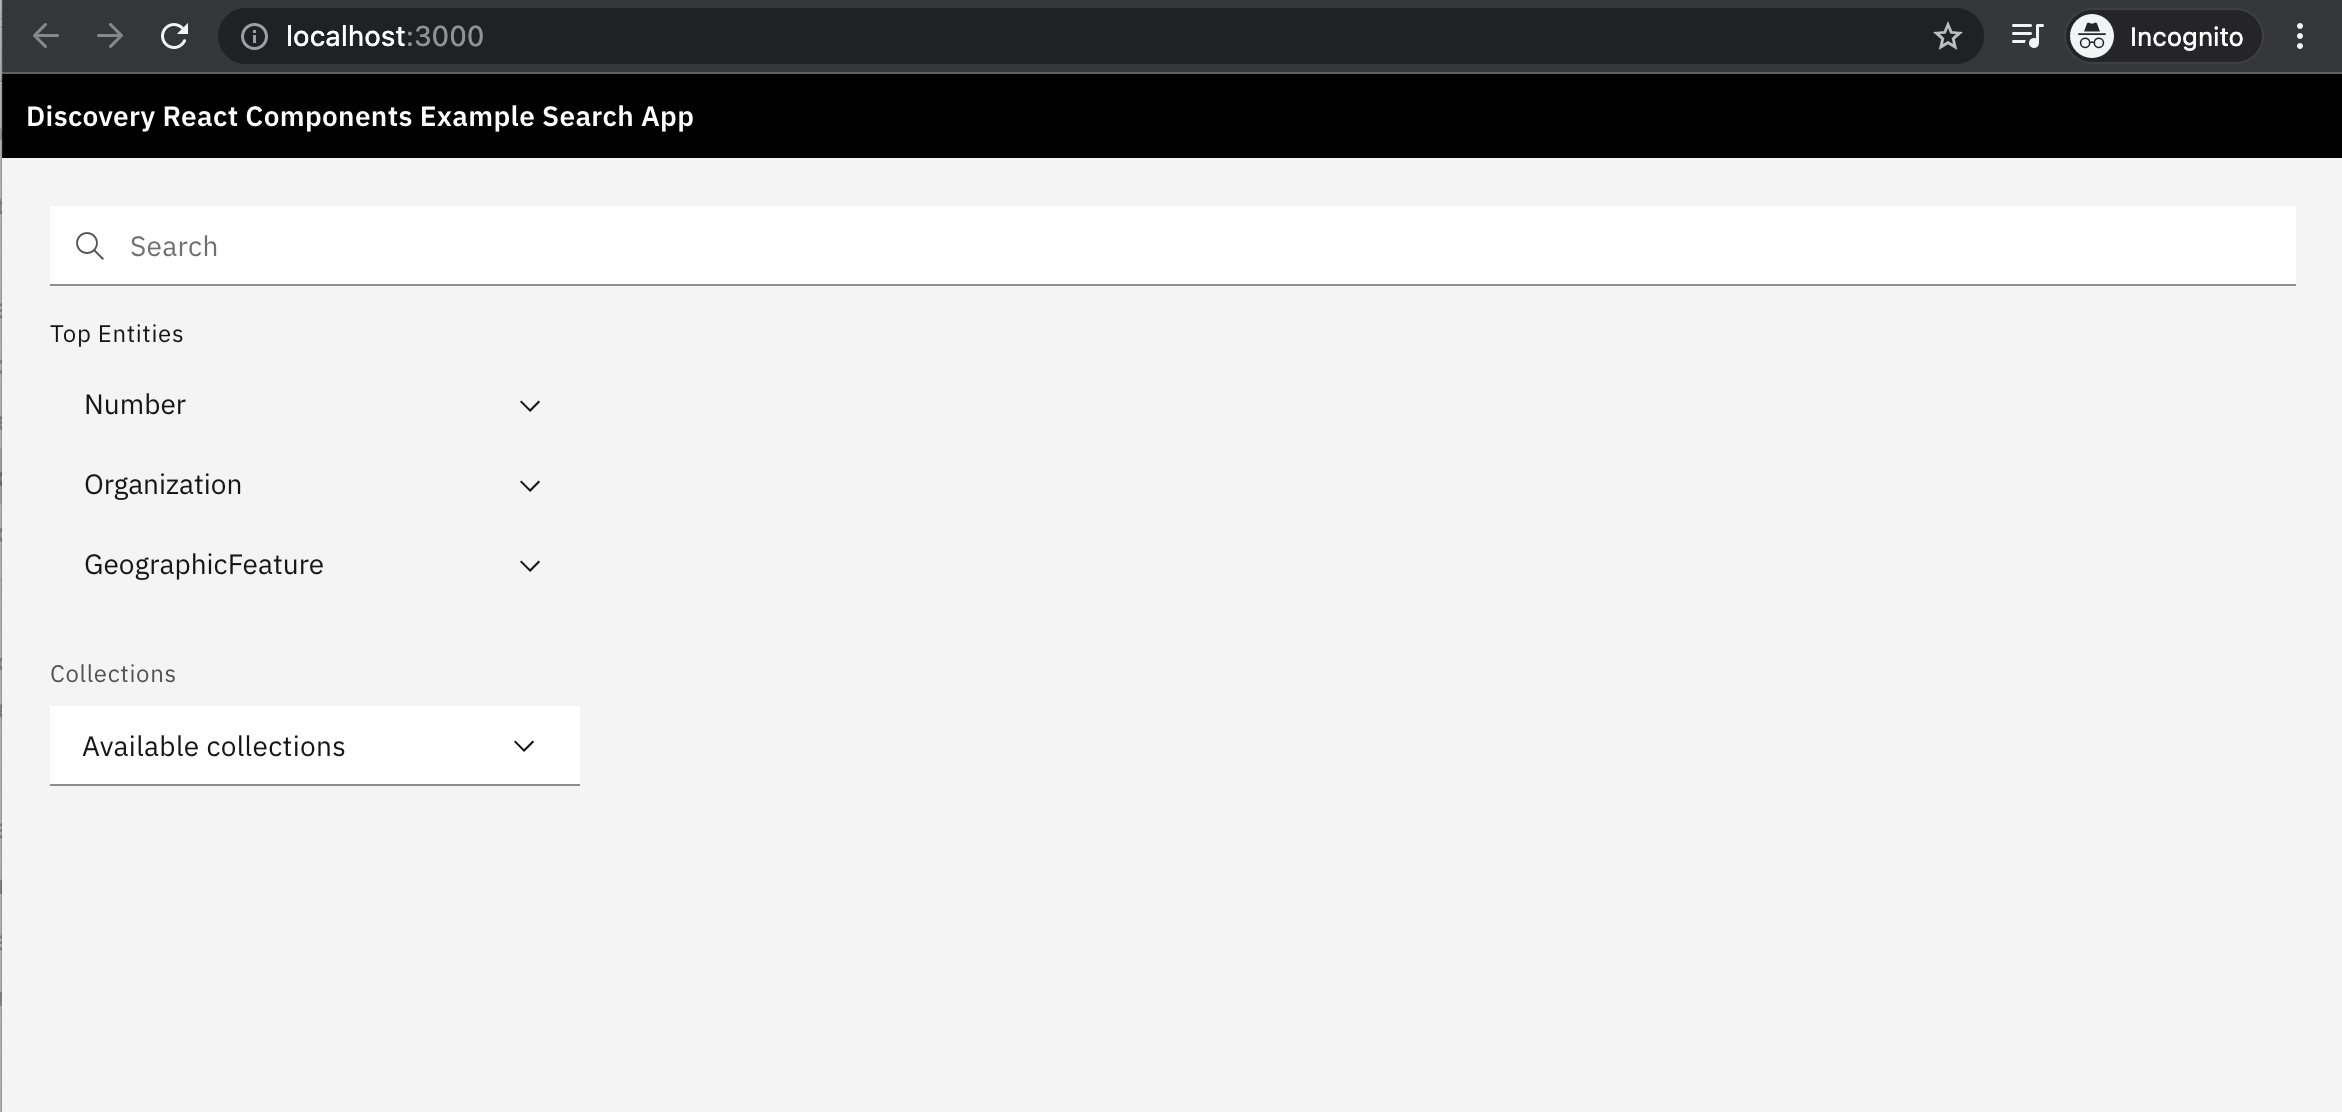 localhost:3000
Incognito
Discovery React Components Example Search App
Search
Top Entities
Number
Organization
GeographicFeature
Collections
Available collections